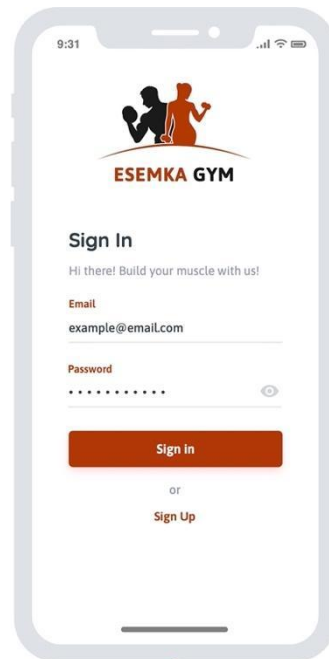 9:31
ESEMKA GYM
Sign In
Hi there! Build your muscle with us!
Email
example@email.com
Password
• • • • • • • • • • •
Sign in
or
Sign Up